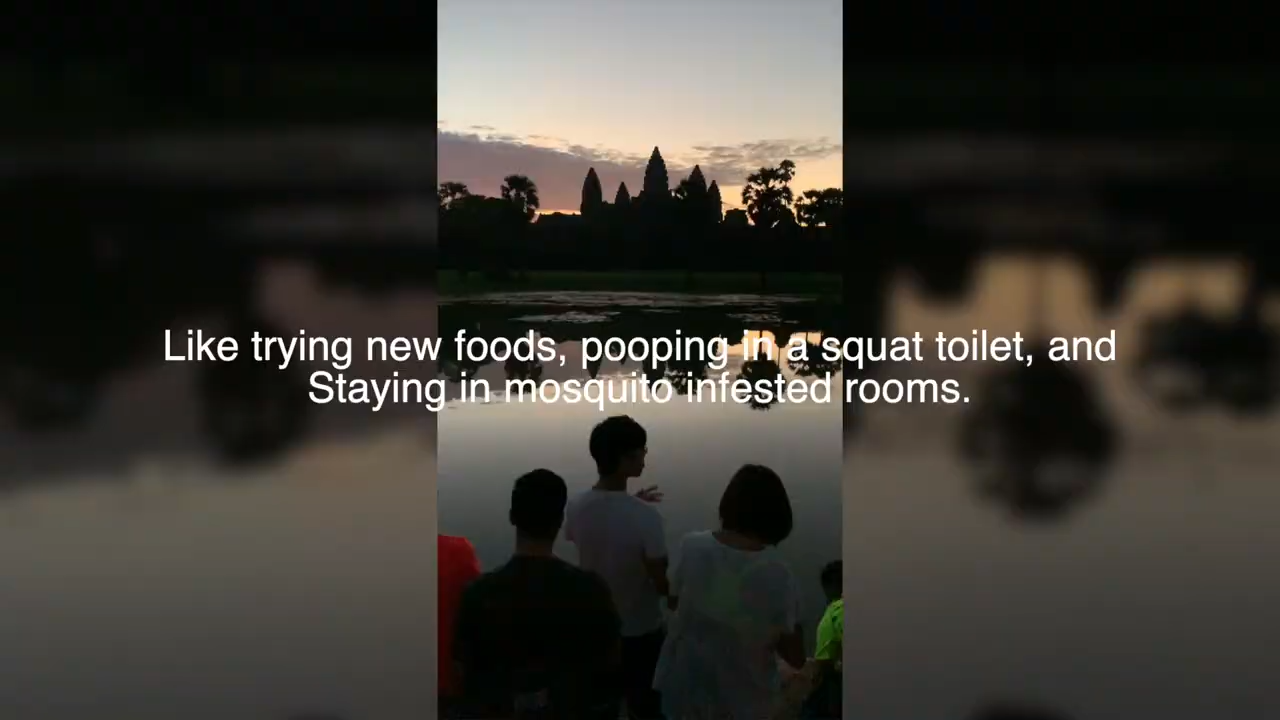 Like trying new foods, pooping in a squat toilet, and
Staying in mosquito infested rooms.